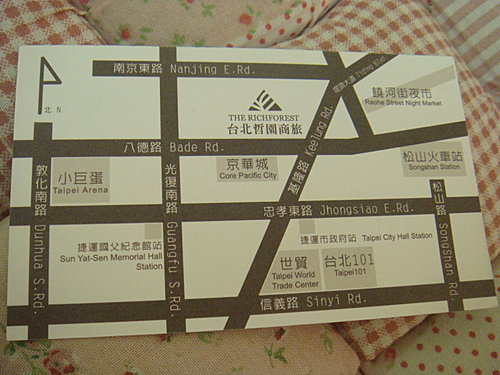 南京東路 Nanjing E.Rd.
堤頂大道 Tiding Blvd
饒河街夜市
Raohe Street Night Market
北 N
THE RICHFOREST
台北哲園商旅
基隆路 Keelung Rd.
八德路 Bade Rd.
小巨蛋
Taipei Arena
京華城
Core Pacific City
松山火車站
Songshan Station
敦化南路 Dunhua S.Rd.
光復南路 Guangfu S.Rd.
松山路 SongShan Rd.
忠孝東路 Jhongsiao E.Rd.
捷運國父紀念館站
Sun Yat-Sen Memorial Hall
Station
捷運市政府站 Taipei City Hall Station
世貿
Taipei World
Trade Center
台北101
Taipei101
信義路 Sinyi Rd.